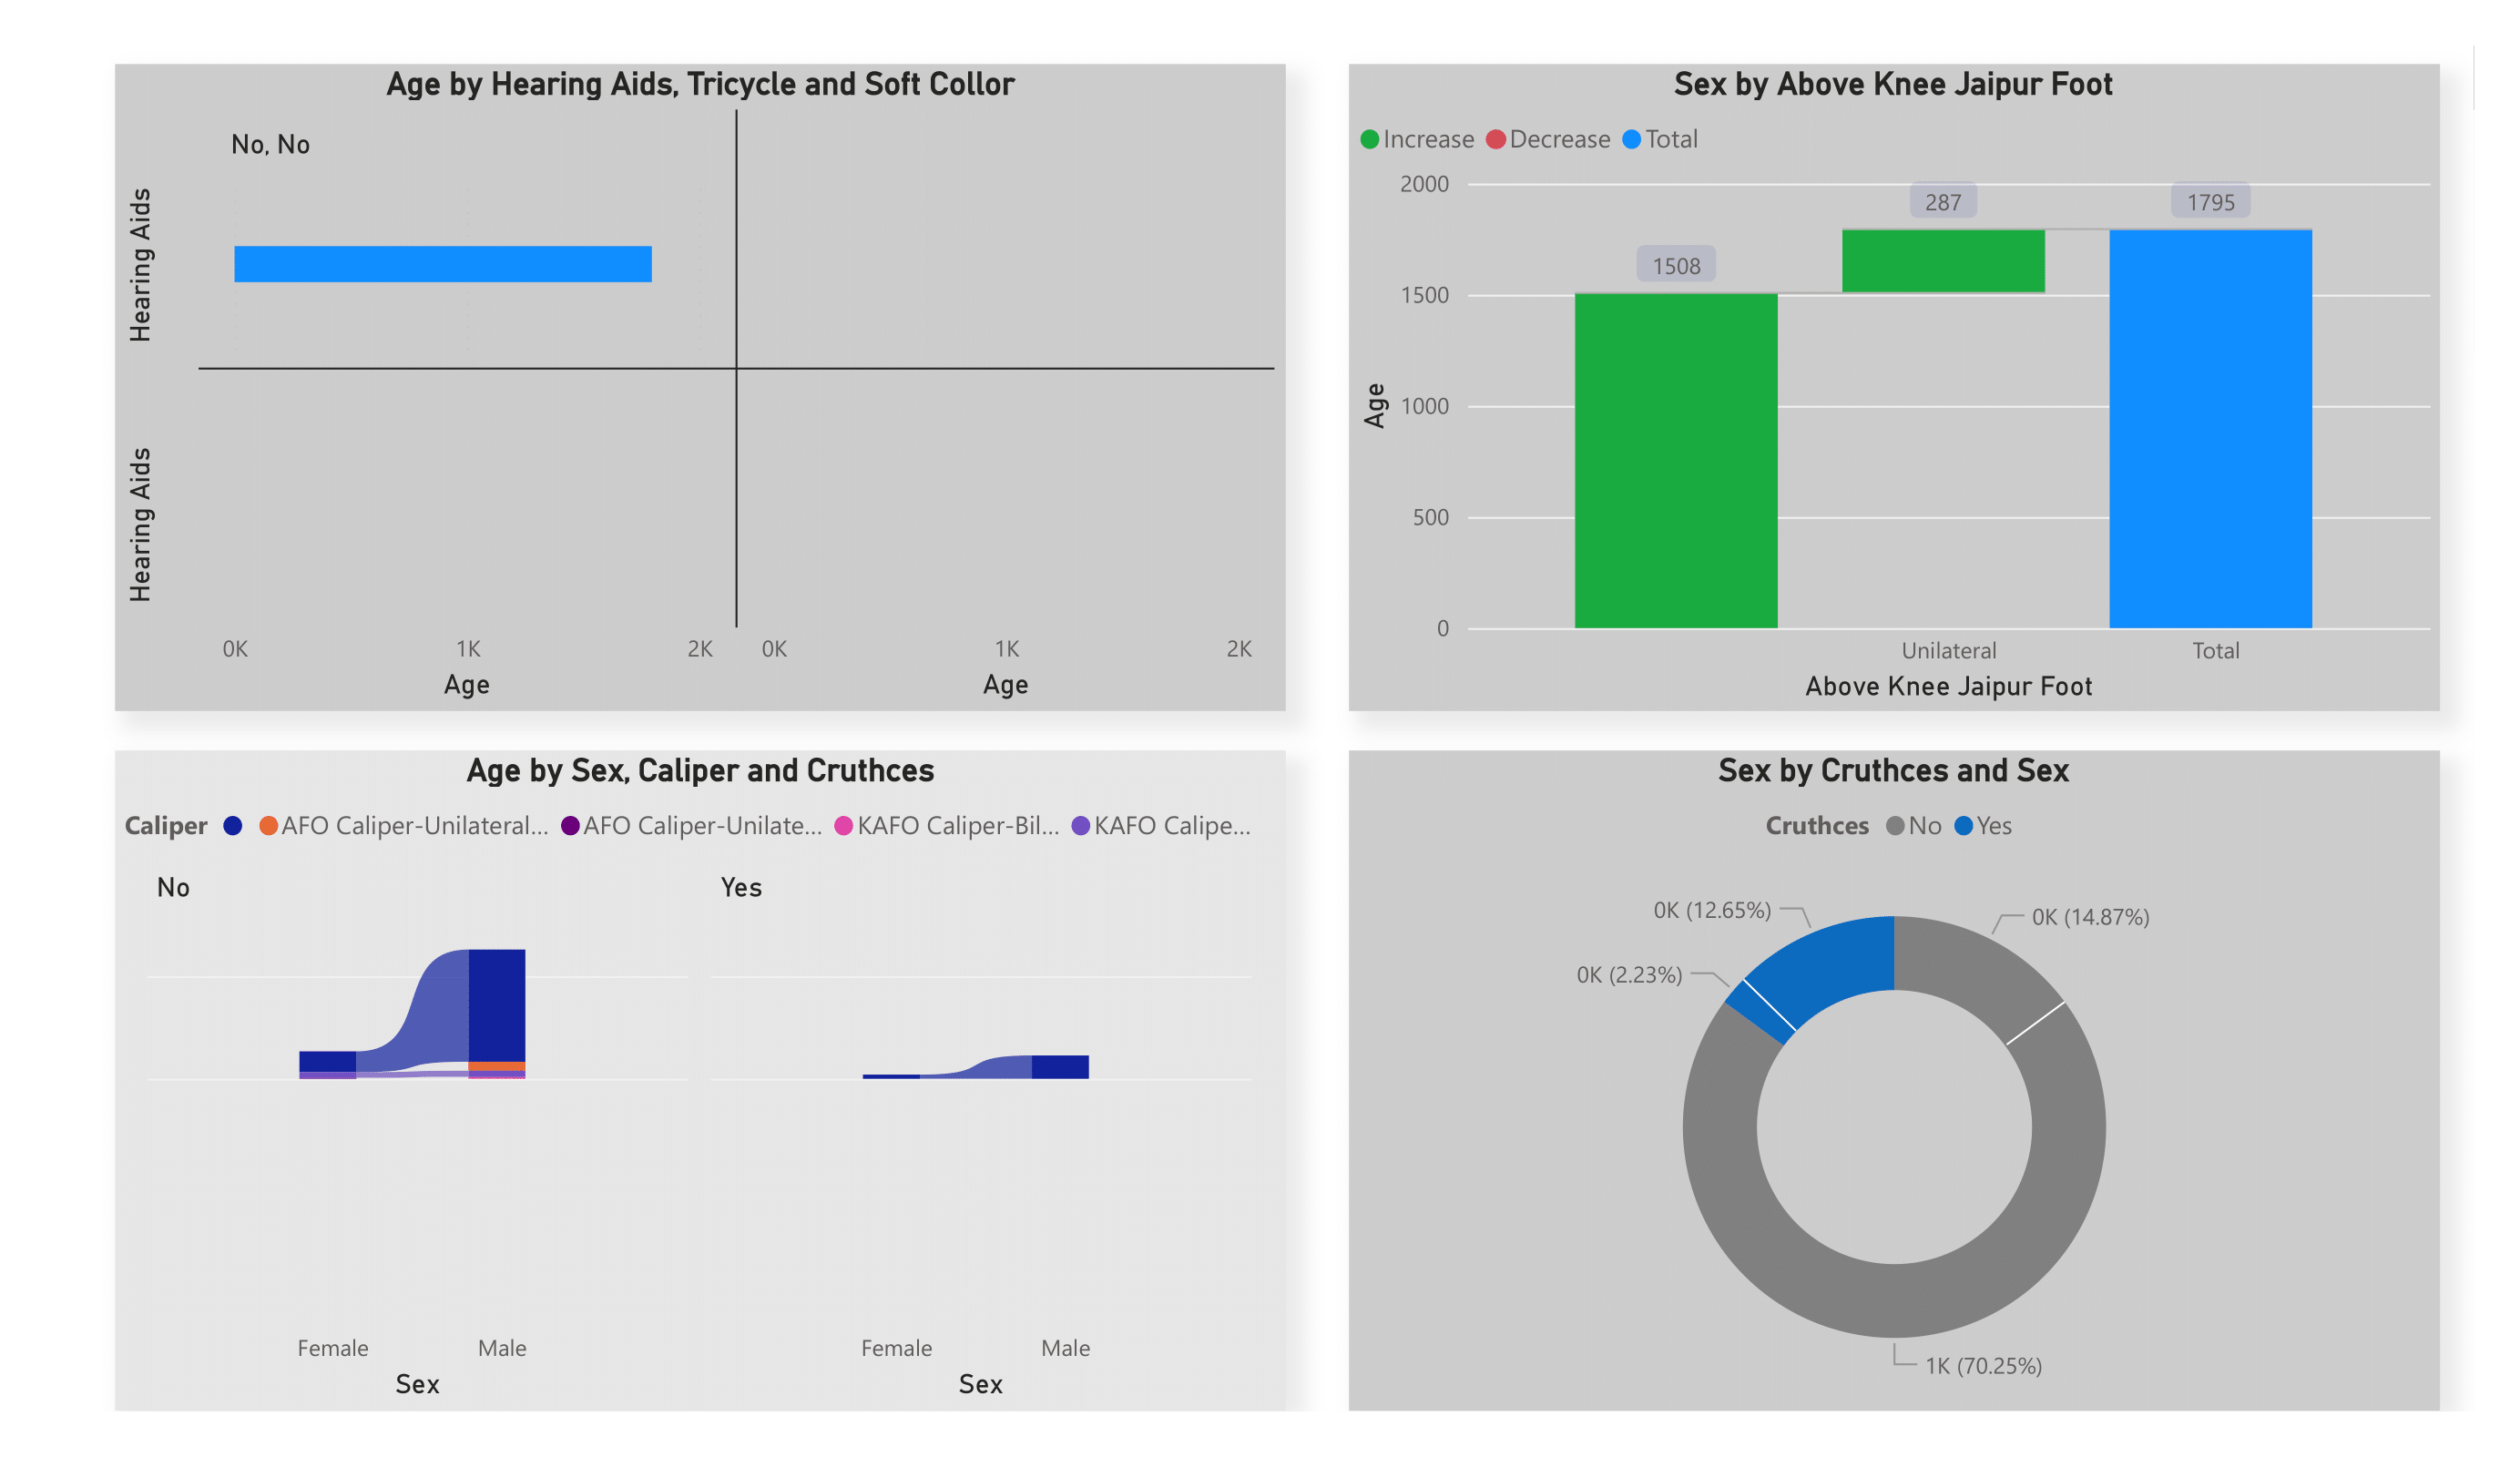 Age by Hearing Aids, Tricycle and Soft Collor
No, No
Hearing Aids
Hearing Aids
0K 1K 2K 0K 1K 2K
Age Age
Sex by Above Knee Jaipur Foot
Increase Decrease Total
2000
1500
1000
500
0
Age
1508
287
1795
Unilateral Total
Above Knee Jaipur Foot
Age by Sex, Caliper and Cruthces
Caliper AFO Caliper-Unilateral... AFO Caliper-Unilate... KAFO Caliper-Bil... KAFO Calipe...
No Yes
Female Male Female Male
Sex Sex
Sex by Cruthces and Sex
Cruthces No Yes
0K (12.65%)
0K (14.87%)
0K (2.23%)
1K (70.25%)